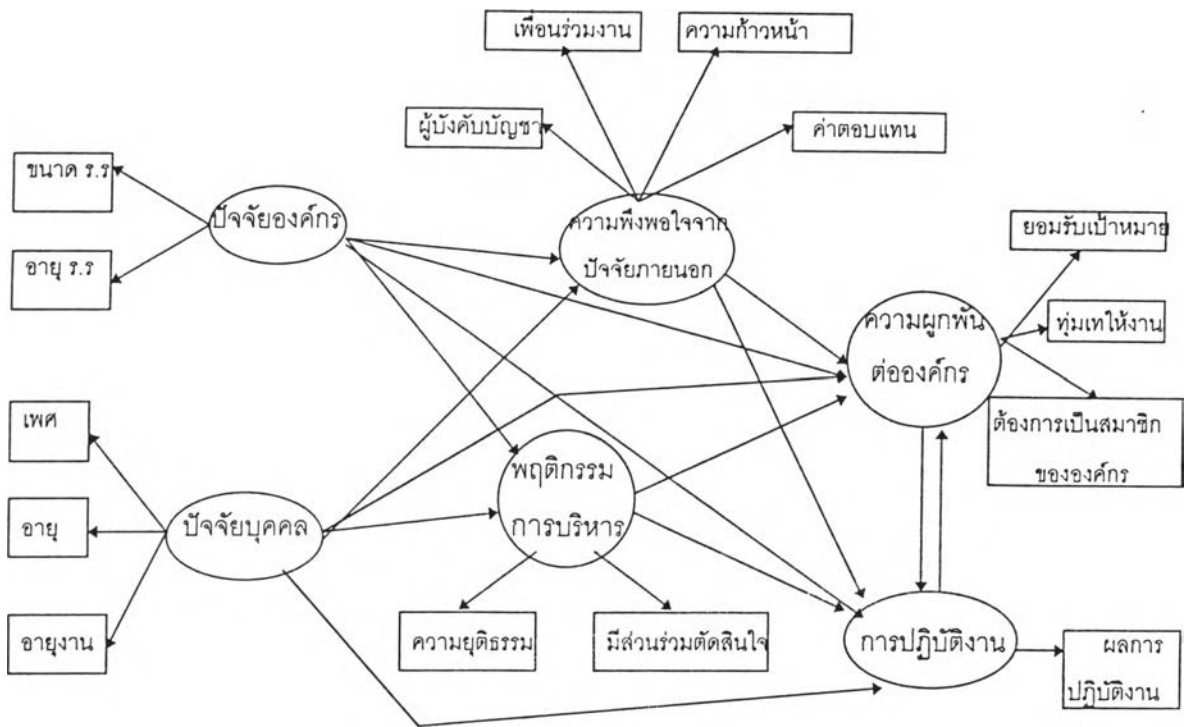 เพื่อนร่วมงาน
ความก้าวหน้า
ผู้บังคับบัญชา
ค่าตอบแทน
ขนาด ร.ร
ปัจจัยองค์กร
ความพึงพอใจจาก
ปัจจัยภายนอก
ยอมรับเป้าหมาย
อายุ ร.ร
ความผูกพัน
ต่อองค์กร
ทุ่มเทให้งาน
เพศ
ต้องการเป็นสมาชิก
ขององค์กร
พฤติกรรม
การบริหาร
อายุ
ปัจจัยบุคคล
อายุงาน
ความยุติธรรม
มีส่วนร่วมตัดสินใจ
การปฏิบัติงาน
ผลการ
ปฏิบัติงาน